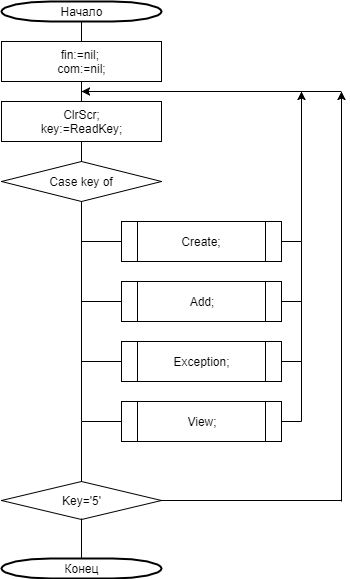 Начало
fin:=nil;
com:=nil;
ClrScr;
key:=ReadKey;
Case key of
Create;
Add;
Exception;
View;
Key='5'
Конец